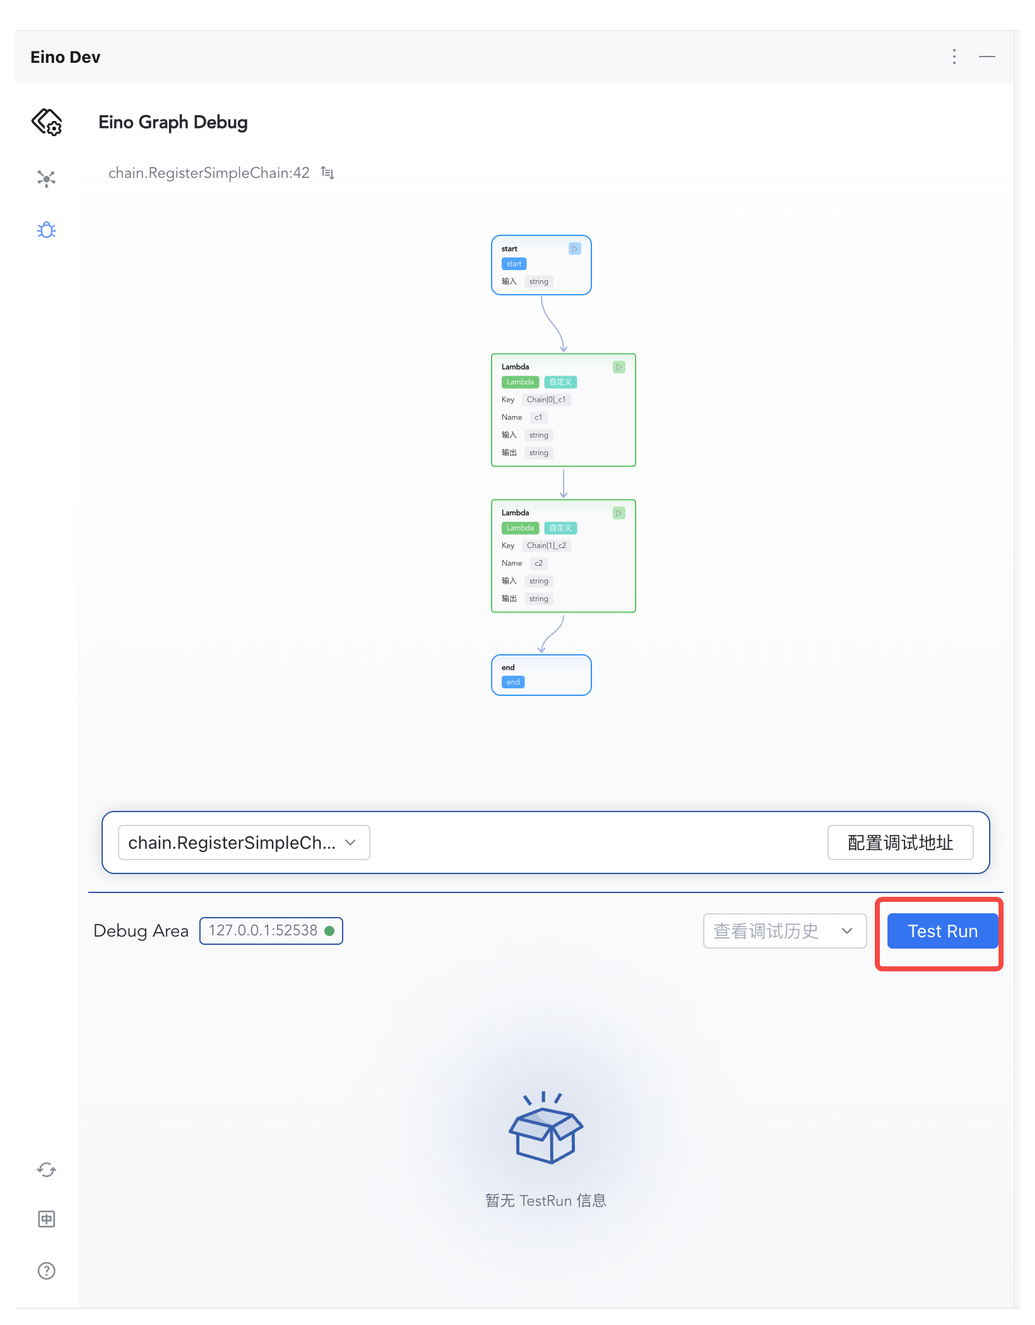 Eino Dev
Eino Graph Debug
chain.RegisterSimpleChain:42
start
start
输入 string
Lambda
Lambda 自定义
Key Chain[0]_c1
Name c1
输入 string
输出 string
Lambda
Lambda 自定义
Key Chain[1]_c2
Name c2
输入 string
输出 string
end
end
chain.RegisterSimpleCh... 配置调试地址
Debug Area 127.0.0.1:52538 查看调试历史 Test Run
暂无 TestRun 信息
中